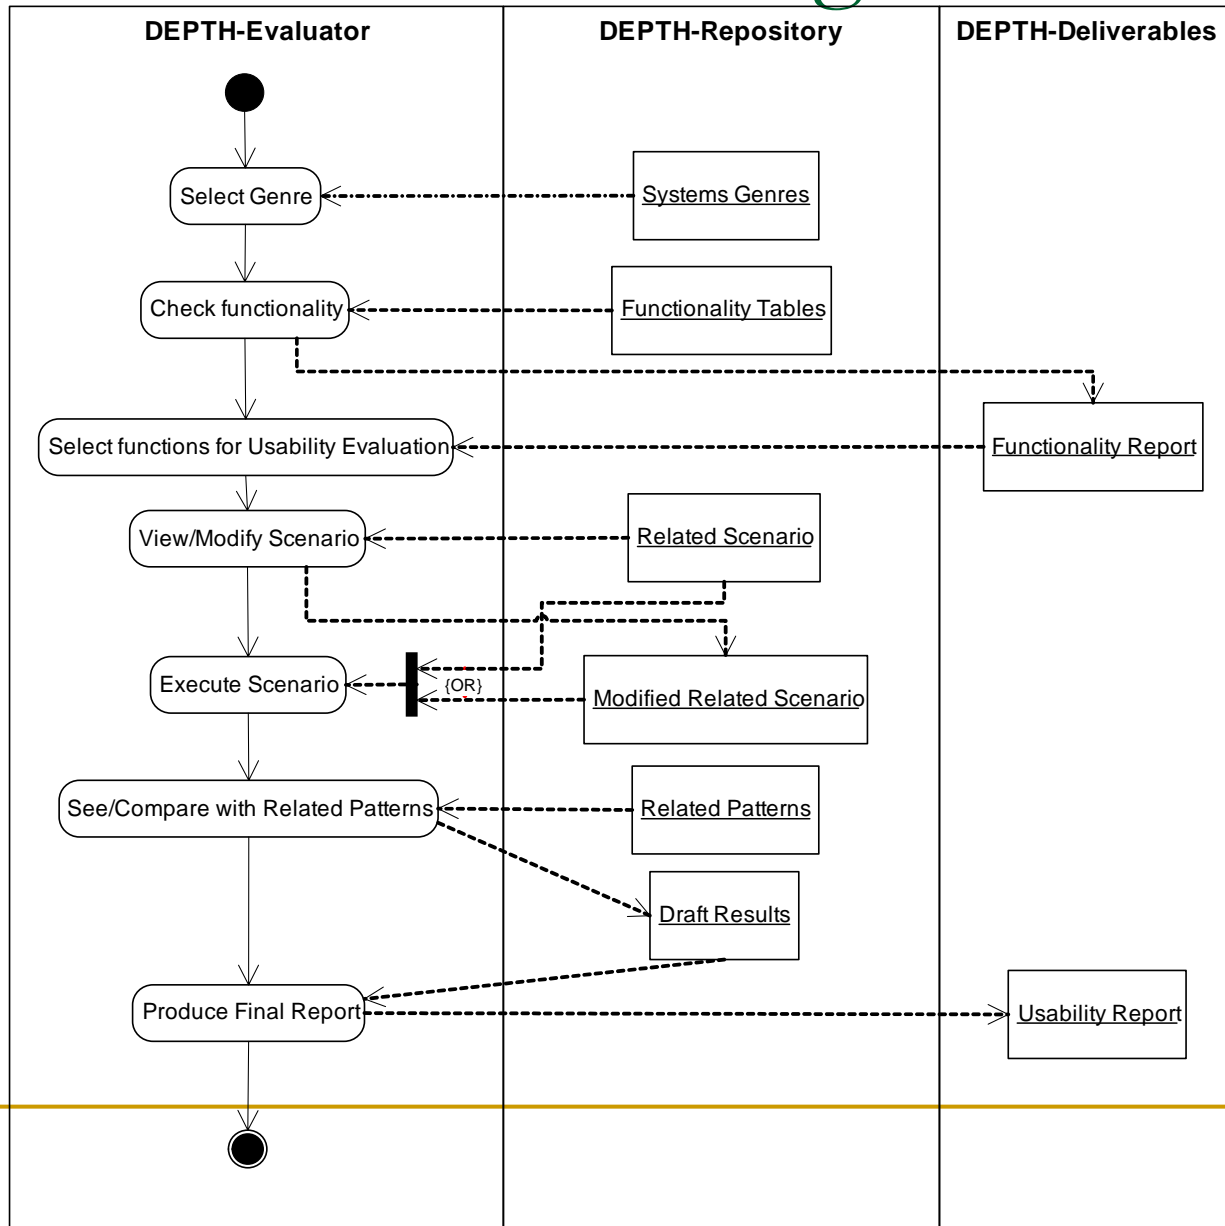 DEPTH-Evaluator
DEPTH-Repository
DEPTH-Deliverables
Select Genre
Systems Genres
Check functionality
Functionality Tables
Select functions for Usability Evaluation
Functionality Report
View/Modify Scenario
Related Scenario
Execute Scenario
{OR}
Modified Related Scenario
See/Compare with Related Patterns
Related Patterns
Draft Results
Produce Final Report
Usability Report